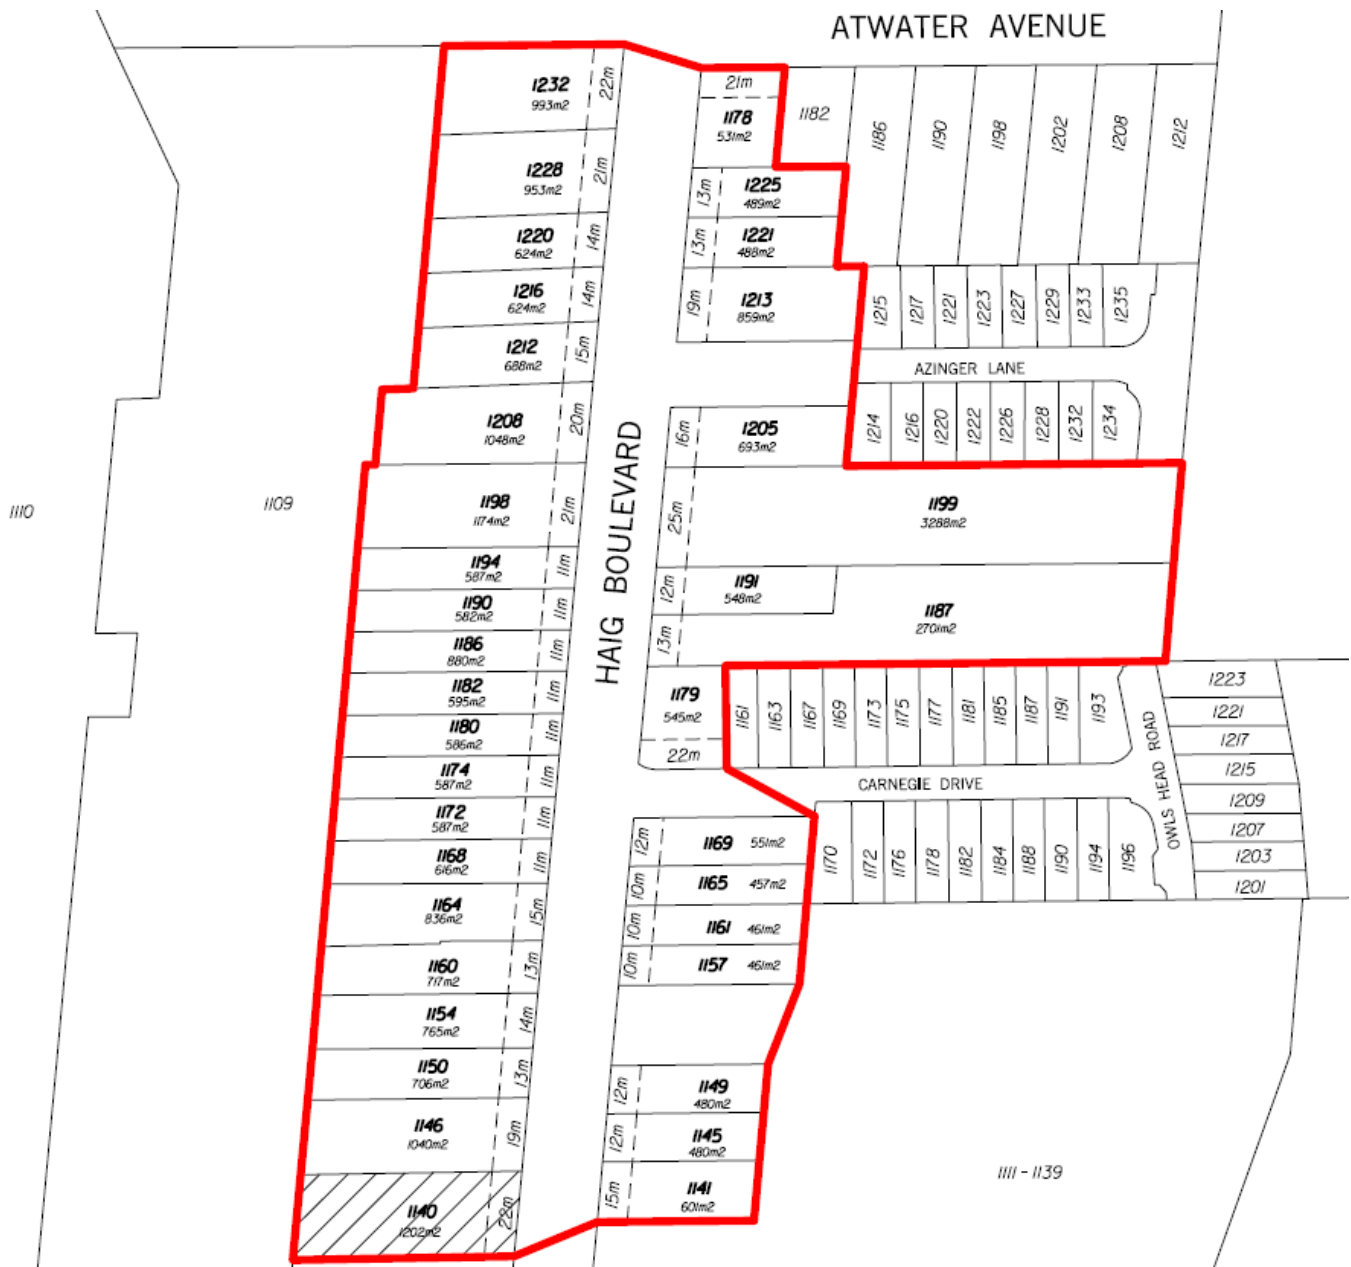 ATWATER AVENUE
1232
993m2
22m
21m
1178
531m2
1182
1186
1190
1198
1202
1208
1212
1228
953m2
21m
13m
1225
489m2
1220
624m2
14m
13m
1221
488m2
1216
624m2
14m
19m
1213
859m2
1215
1217
1221
1223
1227
1229
1233
1235
1212
688m2
15m
AZINGER LANE
1208
1048m2
20m
16m
1205
693m2
1214
1216
1220
1222
1226
1228
1232
1234
HAIG BOULEVARD
1110
1109
1198
1174m2
21m
25m
1199
3288m2
1194
587m2
11m
12m
1191
548m2
1190
582m2
11m
13m
1187
2701m2
1186
880m2
11m
1182
595m2
11m
1179
545m2
22m
1161
1163
1167
1169
1173
1175
1177
1181
1185
1187
1191
1193
OWLS HEAD ROAD
1223
1221
1217
1215
1209
1207
1203
1201
1180
586m2
11m
1174
587m2
11m
CARNEGIE DRIVE
1172
587m2
11m
12m
1169 551m2
1170
1172
1176
1178
1182
1184
1188
1190
1194
1196
1168
616m2
11m
10m
1165 457m2
1164
836m2
15m
10m
1161 461m2
1160
717m2
13m
10m
1157 461m2
1154
765m2
14m
1150
706m2
13m
12m
1149
480m2
1146
1040m2
19m
12m
1145
480m2
1111 - 1139
1140
1202m2
22m
15m
1141
601m2